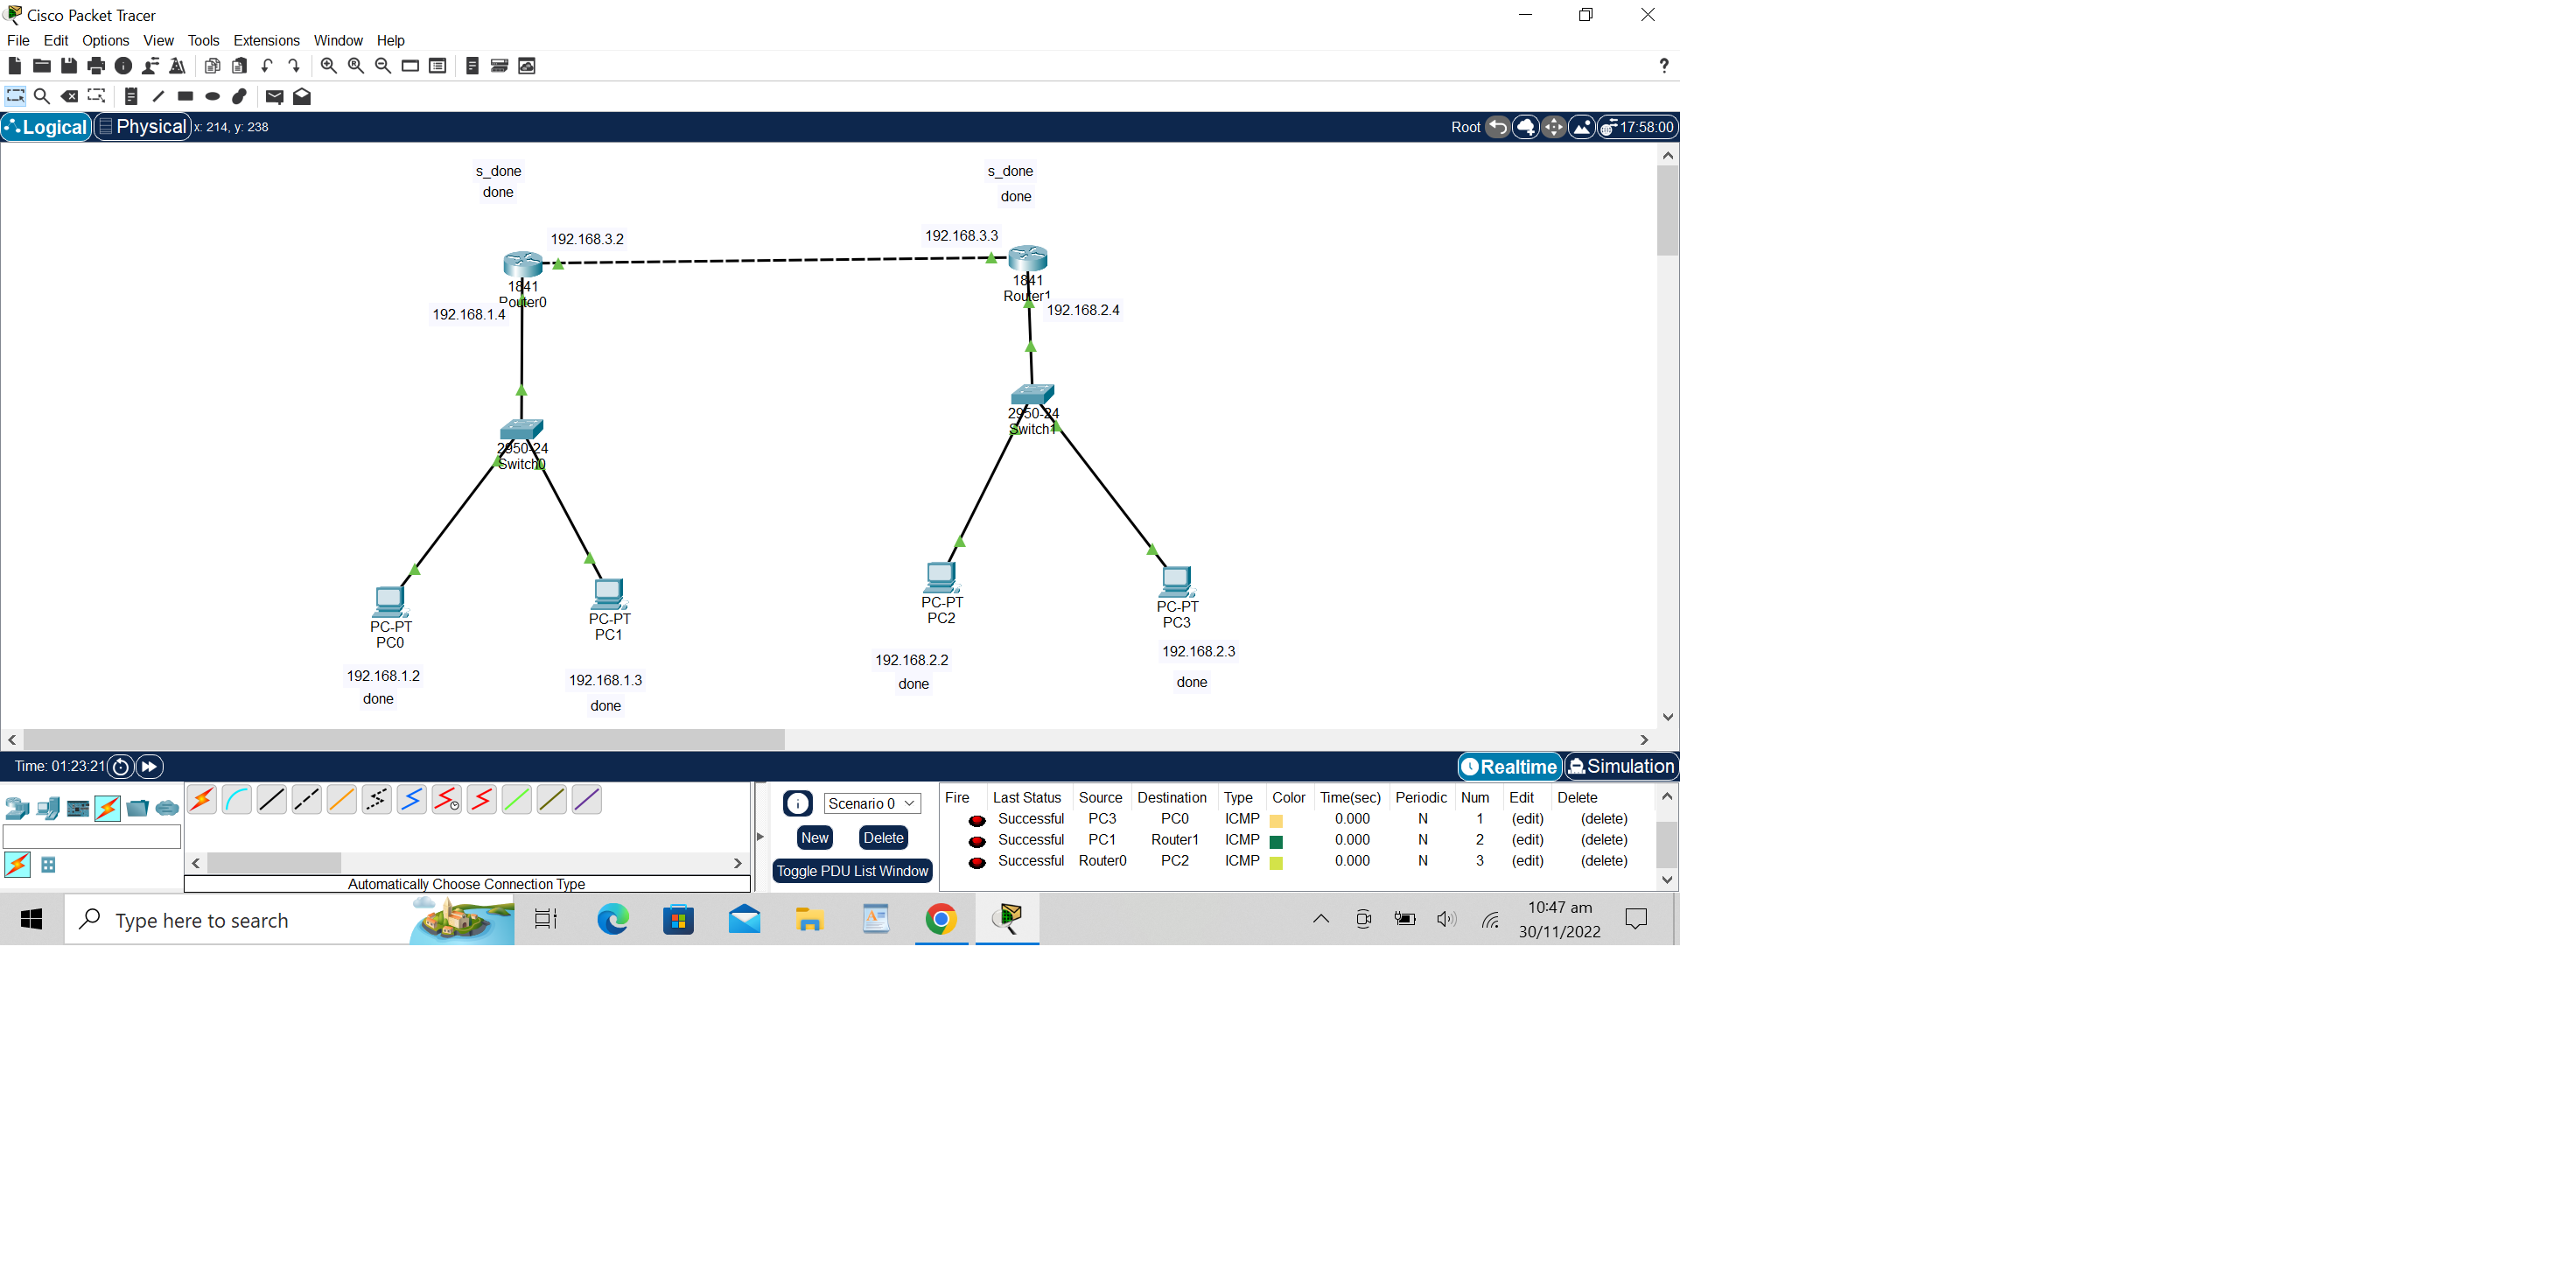 Cisco Packet Tracer
File Edit Options View Tools Extensions Window Help
?
Logical Physical x: 214, y: 238 Root 17:58:00
s_done s_done
done done
192.168.3.2 192.168.3.3
1841 1841
Router0 Router1
192.168.1.4 192.168.2.4
2950-24
Switch1
2950-24
Switch0
PC-PT
PC2
PC-PT
PC3
PC-PT
PC1
PC-PT
PC0
192.168.2.3
192.168.2.2
192.168.1.2
192.168.1.3
done
done
done
done
Time: 01:23:21 Realtime Simulation
Scenario 0
New Delete
Toggle PDU List Window
Fire Last Status Source Destination Type Color Time(sec) Periodic Num Edit Delete
Successful PC3 PC0 ICMP 0.000 N 1 (edit) (delete)
Successful PC1 Router1 ICMP 0.000 N 2 (edit) (delete)
Successful Router0 PC2 ICMP 0.000 N 3 (edit) (delete)
Automatically Choose Connection Type
Type here to search
10:47 am
30/11/2022